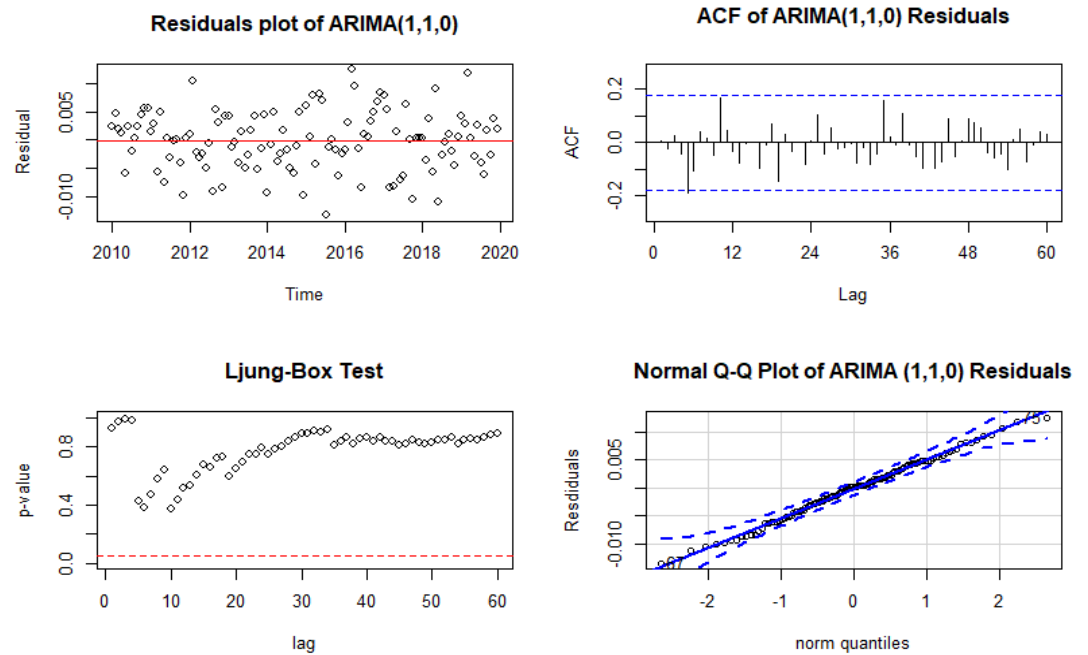 Residuals plot of ARIMA(1,1,0)
Residual
0.005
-0.010
2010 2012 2014 2016 2018 2020
Time
ACF of ARIMA(1,1,0) Residuals
ACF
0.2
0.0
-0.2
0 12 24 36 48 60
Lag
Ljung-Box Test
p-value
0.8
0.4
0.0
0 10 20 30 40 50 60
lag
Normal Q-Q Plot of ARIMA (1,1,0) Residuals
Residuals
0.005
-0.010
-2 -1 0 1 2
norm quantiles